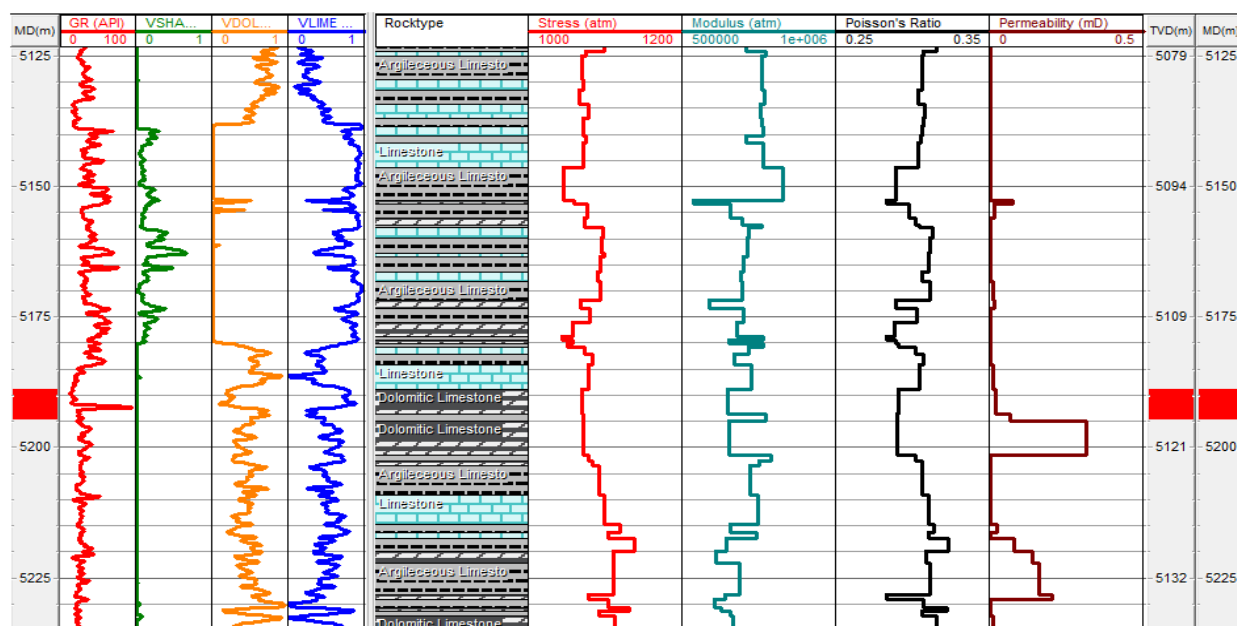 MD(m) GR (API) VSHA... VDOL... VLIME ... Rocktype Stress (atm) Modulus (atm) Poisson's Ratio Permeability (mD) TVD(m) MD(m)
0 100 0 1 0 1 0 1 1000 1200 500000 1e+006 0.25 0.35 0 0.5
5125 Argileceous Limesto 5079 5125
Limestone
Argileceous Limesto
5150 5094 5150
Argileceous Limesto
5175 5109 5175
Limestone
Dolomitic Limestone
Dolomitic Limestone
5200 5121 5200
Argileceous Limesto
Limestone
5225 Argileceous Limesto 5132 5225
Dolomitic Limestone